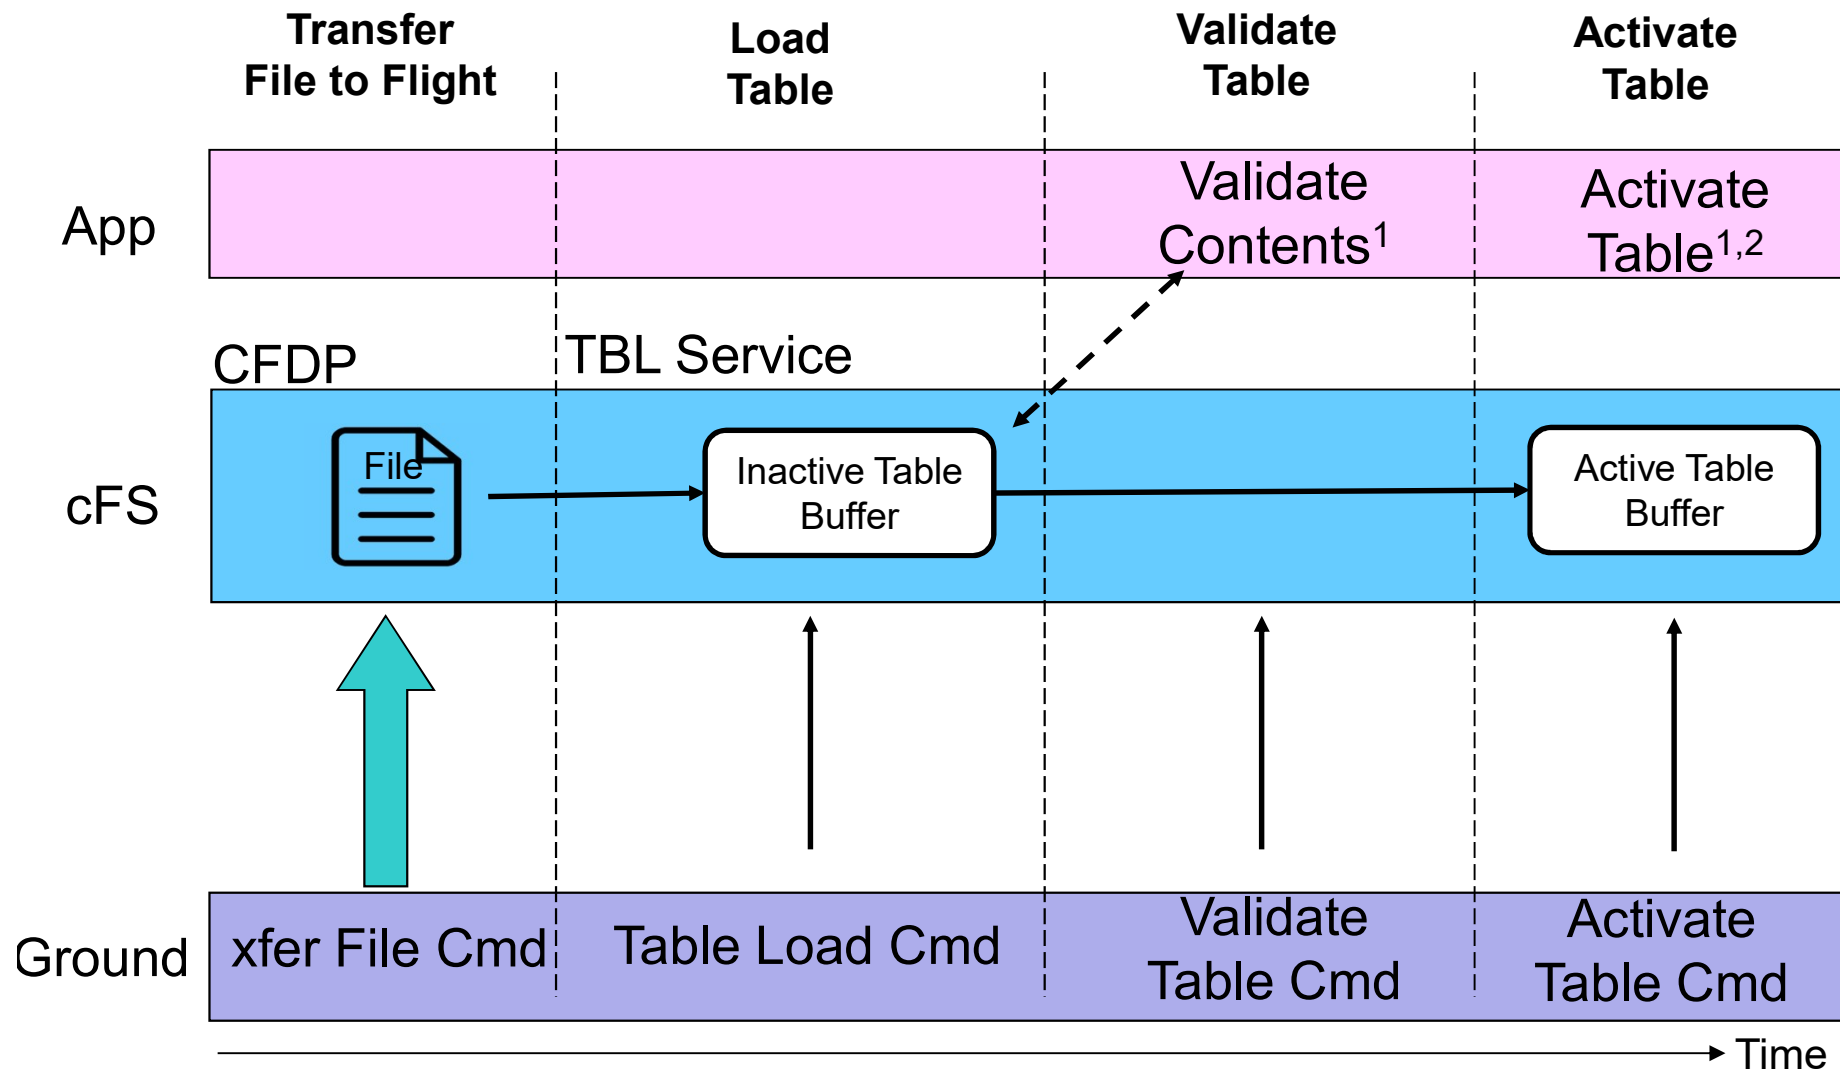 Transfer
File to Flight
Load
Table
Validate
Table
Activate
Table
App
Validate
Contents¹
Activate
Table¹,²
CFDP
TBL Service
cFS
File
Inactive Table
Buffer
Active Table
Buffer
Ground
xfer File Cmd
Table Load Cmd
Validate
Table Cmd
Activate
Table Cmd
Time